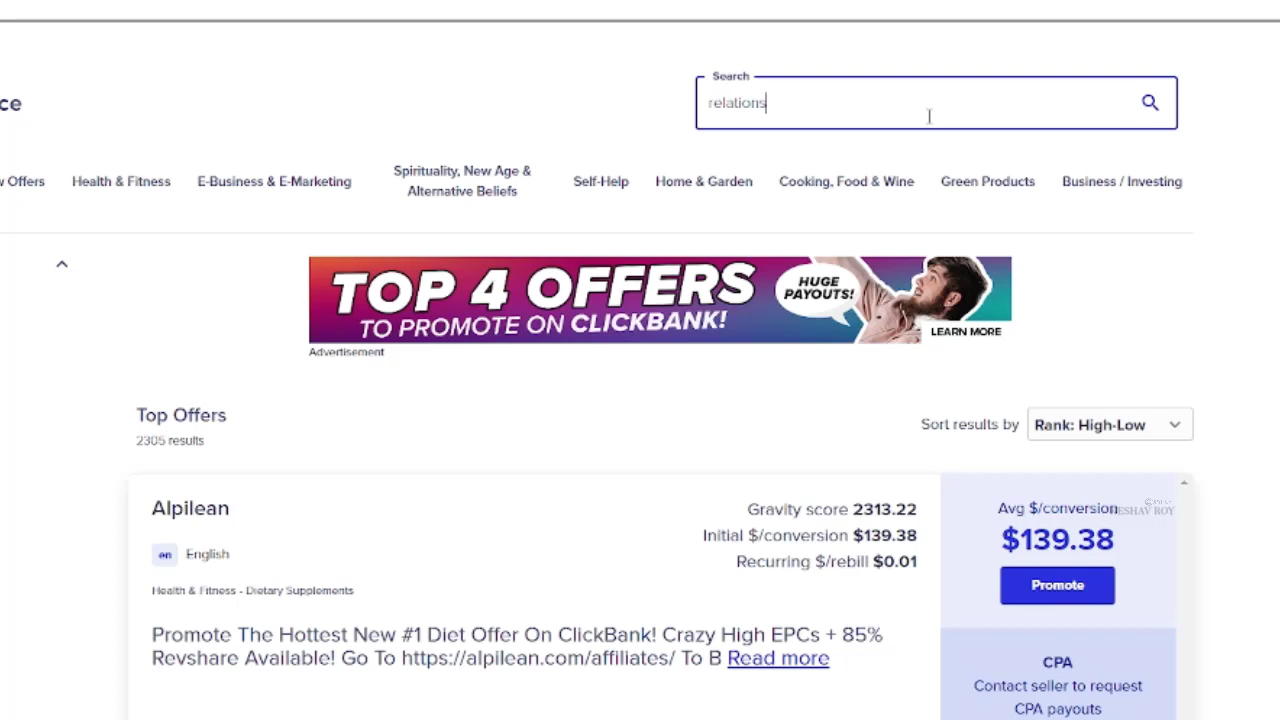 Search
ce
relations
Spirituality, New Age &
w Offers Health & Fitness E-Business & E-Marketing Alternative Beliefs Self-Help Home & Garden Cooking, Food & Wine Green Products Business / Investing
TOP 4 OFFERS
TO PROMOTE ON CLICKBANK!
HUGE
PAYOUTS!
LEARN MORE
Advertisement
Top Offers
2305 results
Sort results by Rank: High-Low
Alpilean
en English
Health & Fitness - Dietary Supplements
Gravity score 2313.22
Initial $/conversion $139.38
Recurring $/rebill $0.01
Promote The Hottest New #1 Diet Offer On ClickBank! Crazy High EPCs + 85%
Revshare Available! Go To https://alpilean.com/affiliates/ To B Read more
Avg $/conversion
$139.38
Promote
CPA
Contact seller to request
CPA payouts